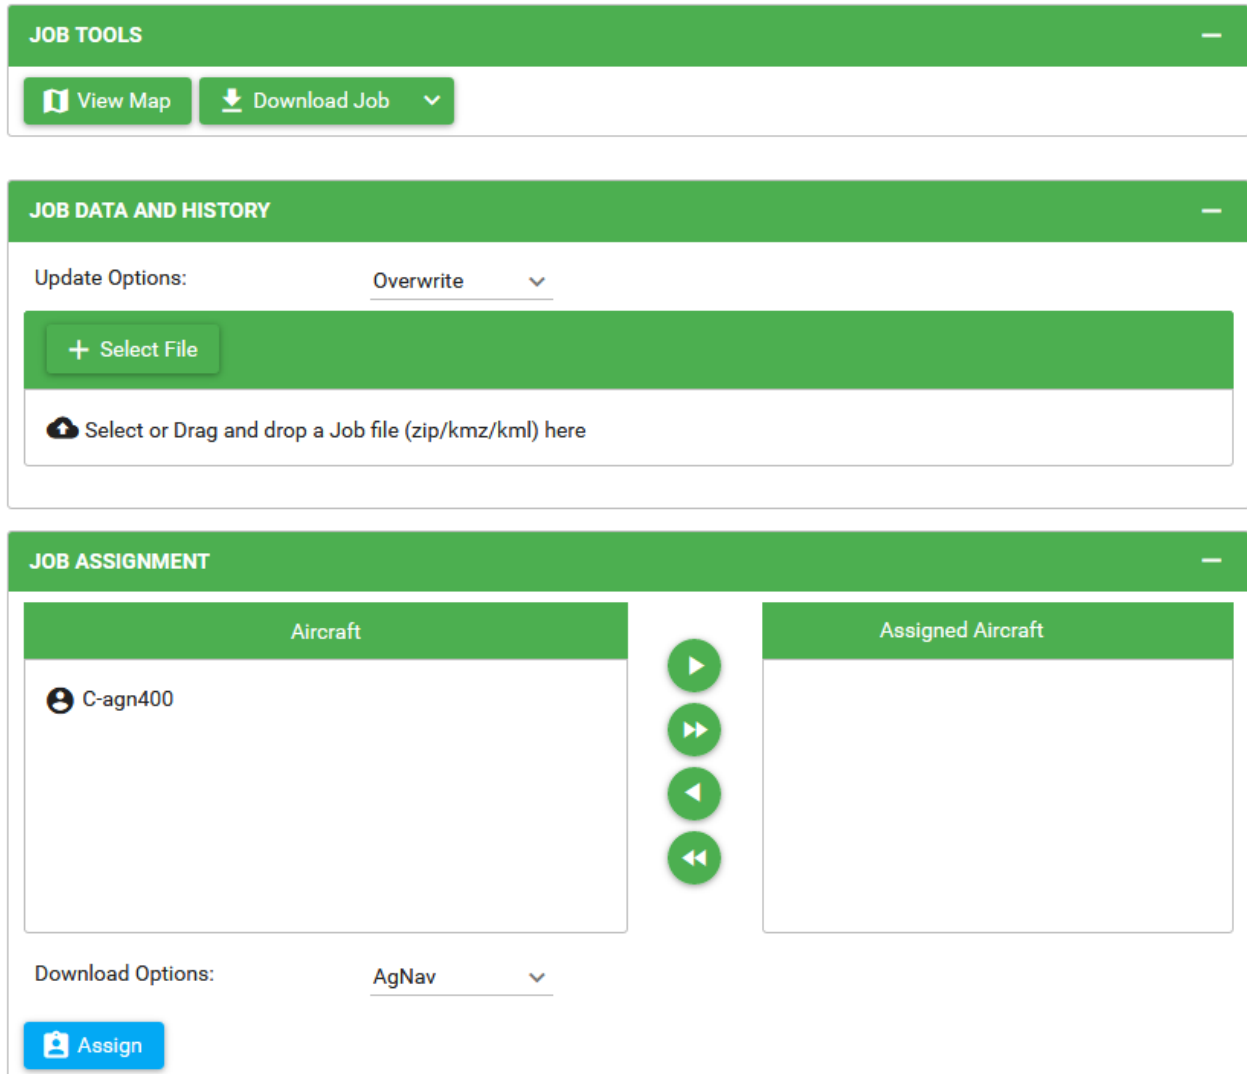 JOB TOOLS
View Map
Download Job
JOB DATA AND HISTORY
Update Options:
Overwrite
Select File
Select or Drag and drop a Job file (zip/kmz/kml) here
JOB ASSIGNMENT
Aircraft
Assigned Aircraft
C-agn400
Download Options:
AgNav
Assign